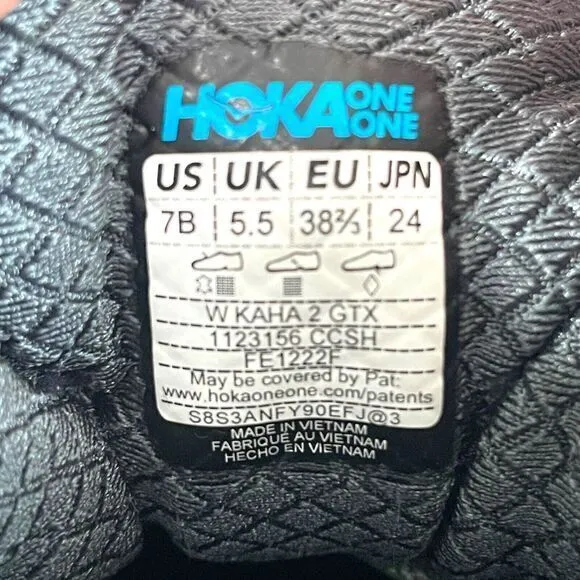 HOKA ONE ONE
US UK EU JPN
7B 5.5 38⅔ 24
W KAHA 2 GTX
1123156 CCSH
FE1222F
May be covered by Pat:
www.hokaoneone.com/patents
S8S3ANFY90EFJ@3
MADE IN VIETNAM
FABRIQUÉ AU VIETNAM
HECHO EN VIETNAM